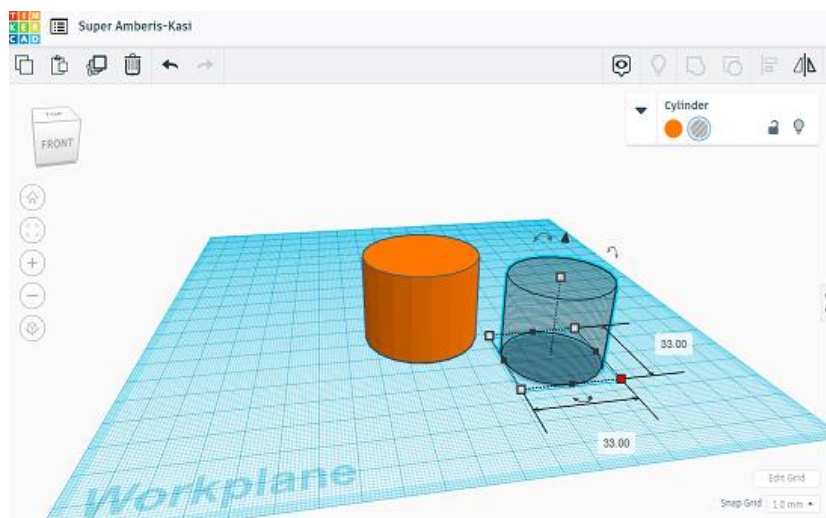 TIN
KER
CAD
Super Amberis-Kasi
Cylinder
TOP
FRONT
33.00
33.00
Workplane
Edit Grid
Snap Grid 1.0 mm